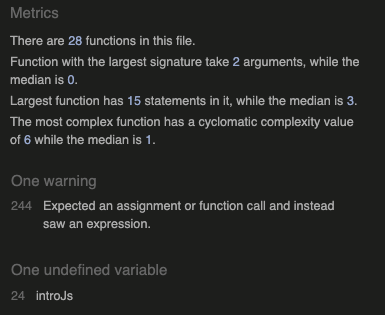 Metrics
There are 28 functions in this file.
Function with the largest signature take 2 arguments, while the
median is 0.
Largest function has 15 statements in it, while the median is 3.
The most complex function has a cyclomatic complexity value
of 6 while the median is 1.
One warning
244 Expected an assignment or function call and instead
saw an expression.
One undefined variable
24 introJs